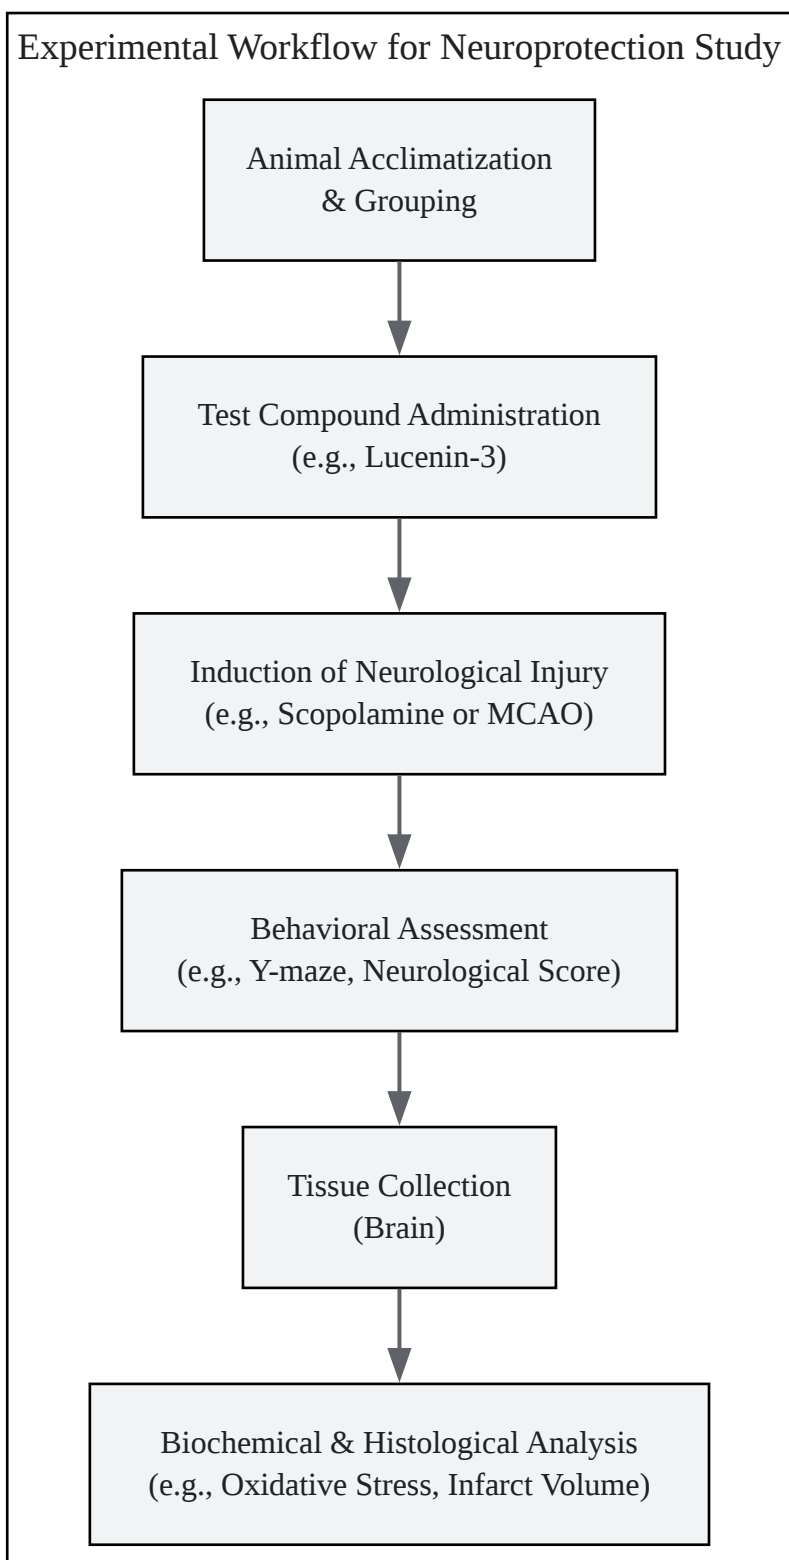 Experimental Workflow for Neuroprotection Study
Animal Acclimatization
& Grouping
Test Compound Administration
(e.g., Lucenin-3)
Induction of Neurological Injury
(e.g., Scopolamine or MCAO)
Behavioral Assessment
(e.g., Y-maze, Neurological Score)
Tissue Collection
(Brain)
Biochemical & Histological Analysis
(e.g., Oxidative Stress, Infarct Volume)